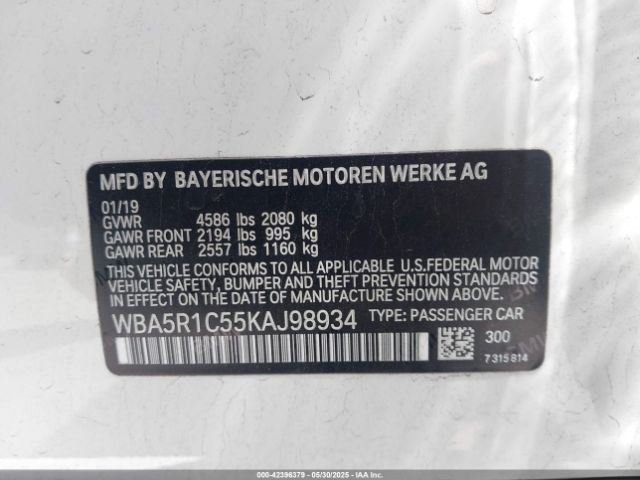 MFD BY BAYERISCHE MOTOREN WERKE AG
01/19
GVWR 4586 lbs 2080 kg
GAWR FRONT 2194 lbs 995 kg
GAWR REAR 2557 lbs 1160 kg
THIS VEHICLE CONFORMS TO ALL APPLICABLE U.S.FEDERAL MOTOR
VEHICLE SAFETY, BUMPER AND THEFT PREVENTION STANDARDS
IN EFFECT ON THE DATE OF MANUFACTURE SHOWN ABOVE.
WBA5R1C55KAJ98934 TYPE: PASSENGER CAR
300
7315814
000-42396379 - 05/30/2025 - IAA Inc.